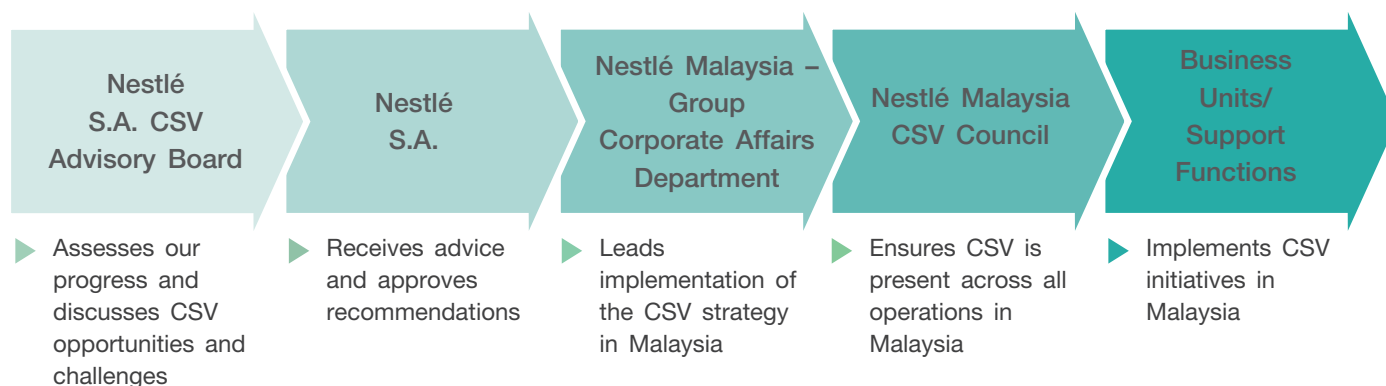 Nestlé
S.A. CSV
Advisory Board
Nestlé
S.A.
Nestlé Malaysia –
Group
Corporate Affairs
Department
Nestlé Malaysia
CSV Council
Business
Units/
Support
Functions
Assesses our
progress and
discusses CSV
opportunities and
challenges
Receives advice
and approves
recommendations
Leads
implementation of
the CSV strategy
in Malaysia
Ensures CSV is
present across all
operations in
Malaysia
Implements CSV
initiatives in
Malaysia